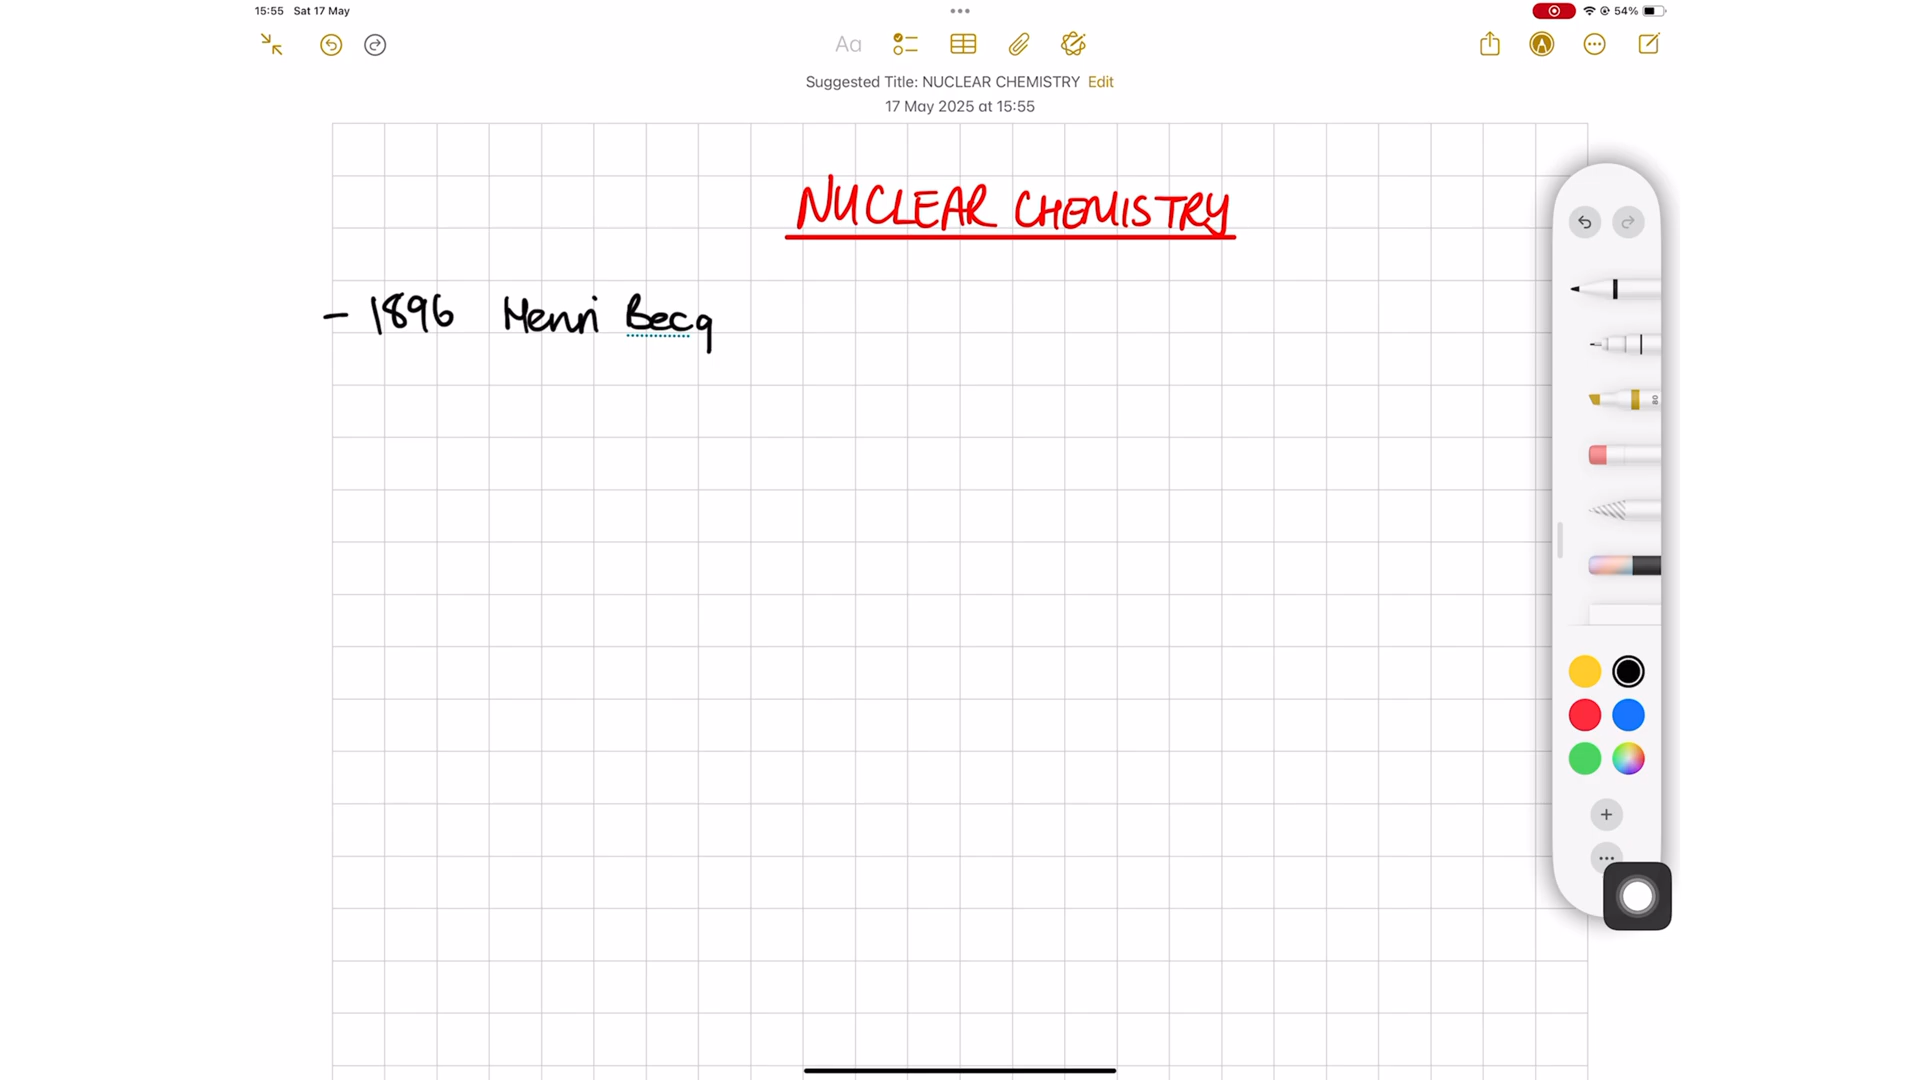 15:55 Sat 17 May
54%
Aa
Suggested Title: NUCLEAR CHEMISTRY Edit
17 May 2025 at 15:55
NUCLEAR CHEMISTRY
- 1896 Henri Becq
80